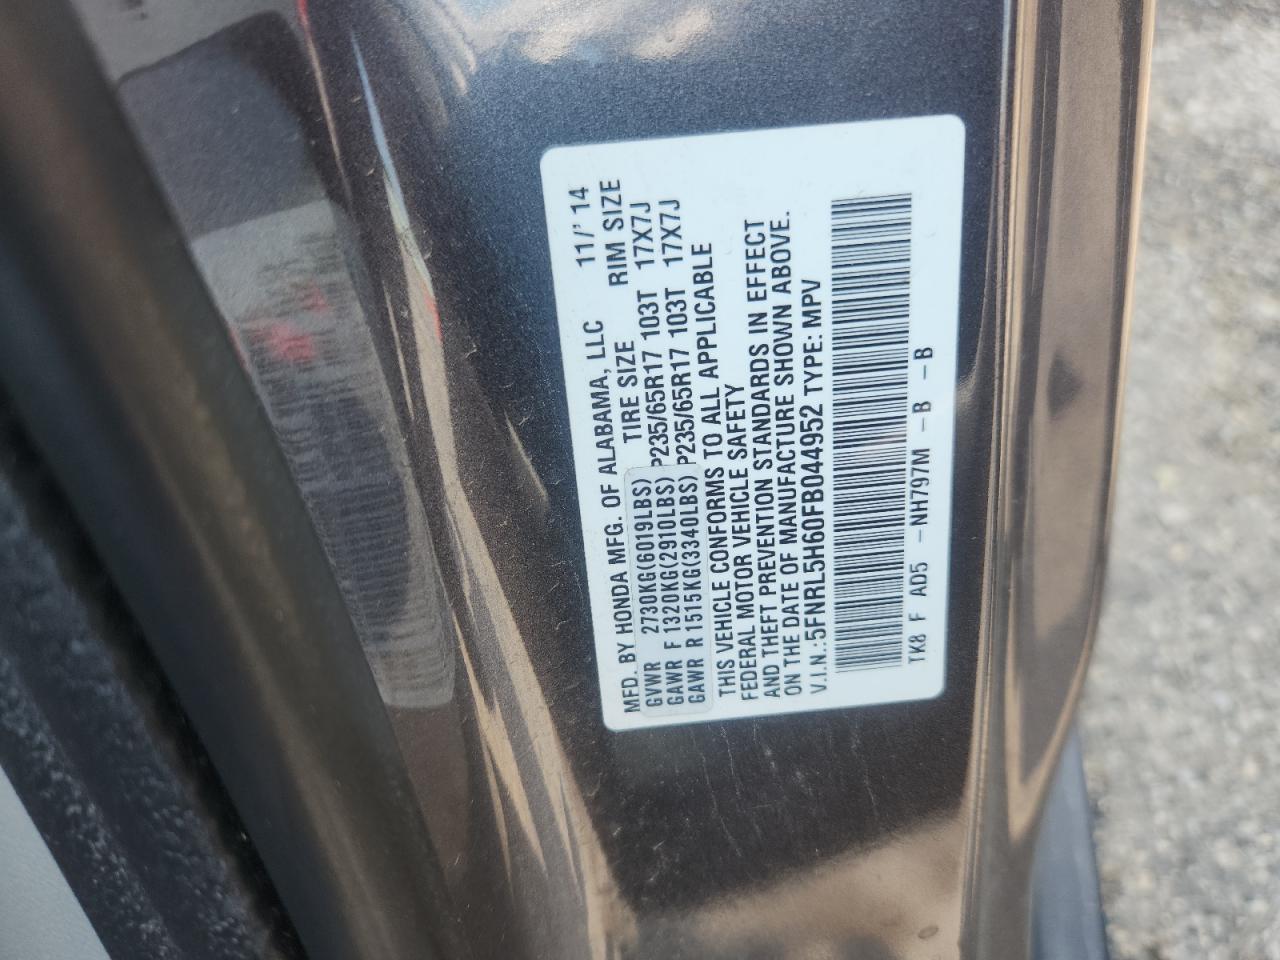 MFD. BY HONDA MFG. OF ALABAMA, LLC 11/'14
GVWR 2730KG(6019LBS) TIRE SIZE RIM SIZE
GAWR F 1320KG(2910LBS) P235/65R17 103T 17X7J
GAWR R 1515KG(3340LBS) P235/65R17 103T 17X7J
THIS VEHICLE CONFORMS TO ALL APPLICABLE
FEDERAL MOTOR VEHICLE SAFETY
AND THEFT PREVENTION STANDARDS IN EFFECT
ON THE DATE OF MANUFACTURE SHOWN ABOVE.
V.I.N.:5FNRL5H60FB044952 TYPE: MPV
TK8 F AD5 -NH797M -B -B